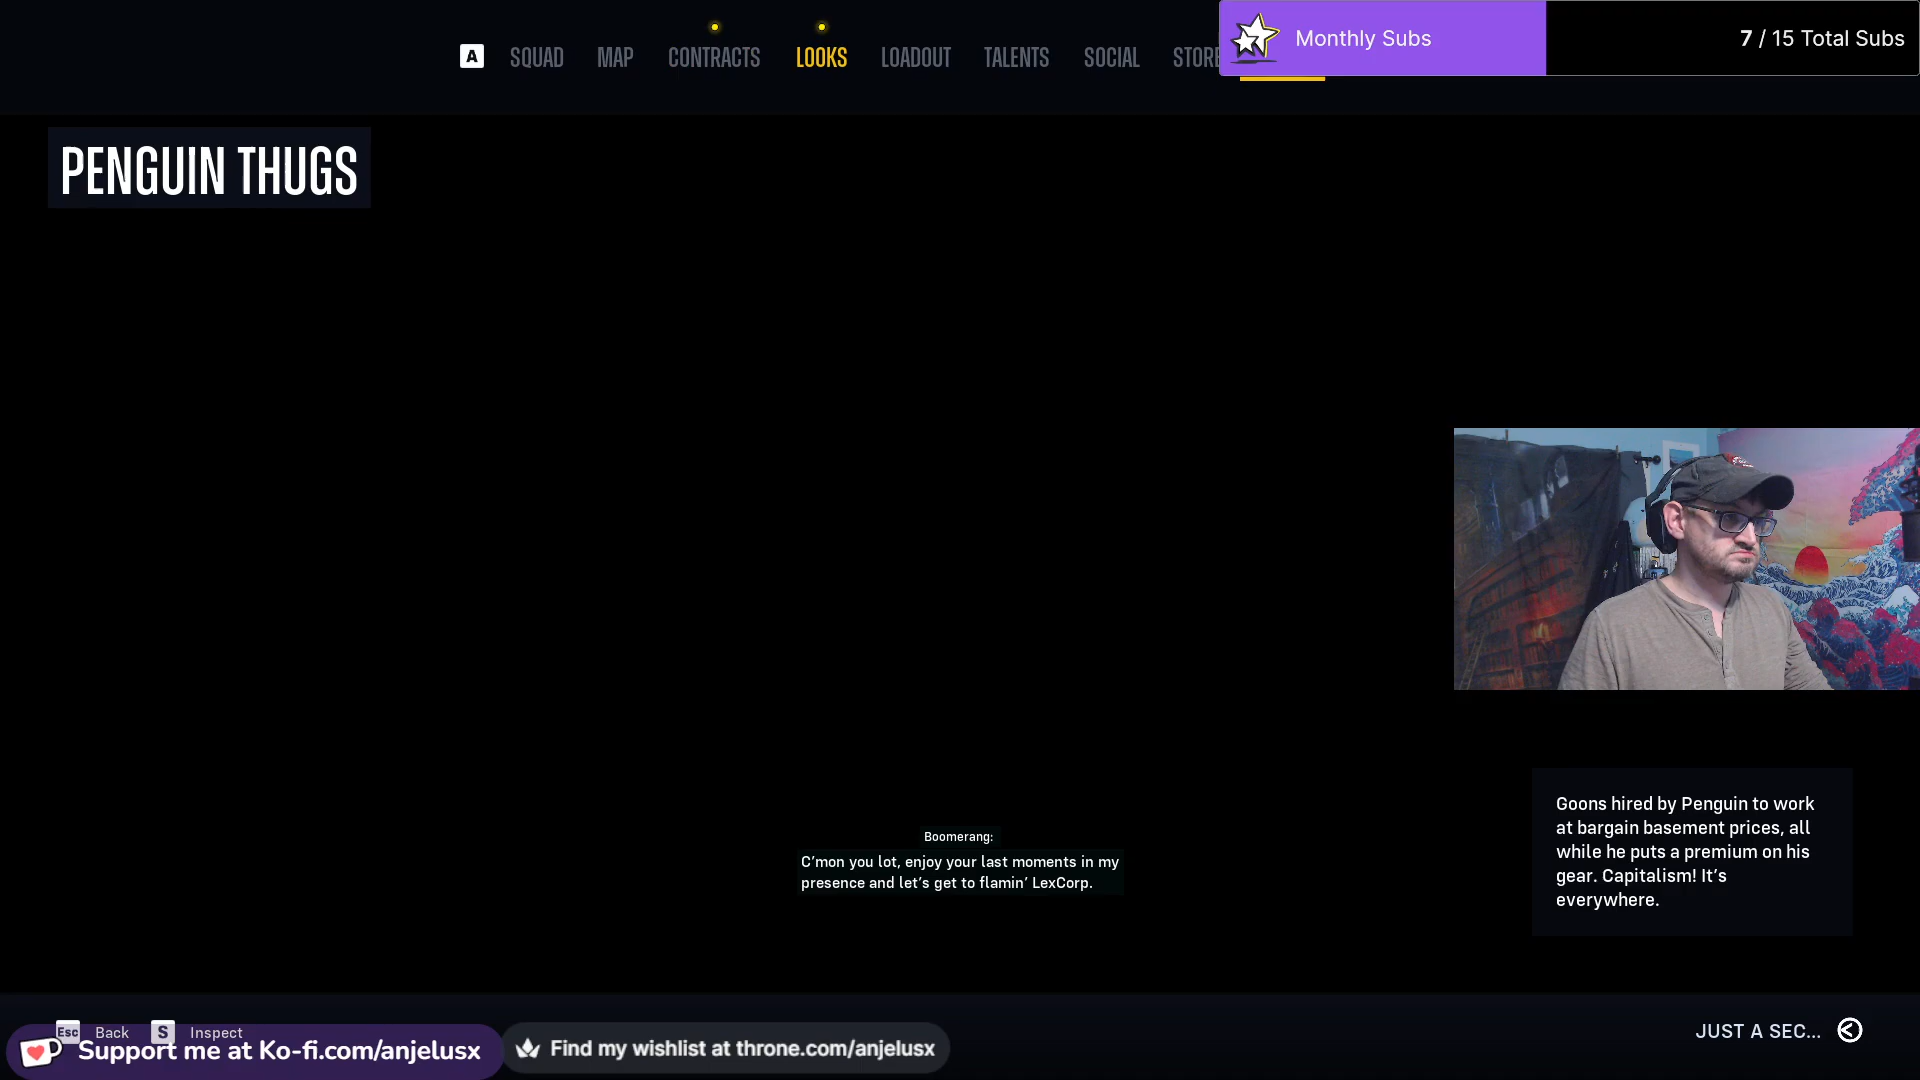 A SQUAD MAP CONTRACTS LOOKS LOADOUT TALENTS SOCIAL STORE
Monthly Subs
7 / 15 Total Subs
PENGUIN THUGS
Boomerang:
C'mon you lot, enjoy your last moments in my
presence and let's get to flamin' LexCorp.
Goons hired by Penguin to work
at bargain basement prices, all
while he puts a premium on his
gear. Capitalism! It's
everywhere.
Esc Back S Inspect
JUST A SEC...
Support me at Ko-fi.com/anjelusx
Find my wishlist at throne.com/anjelusx